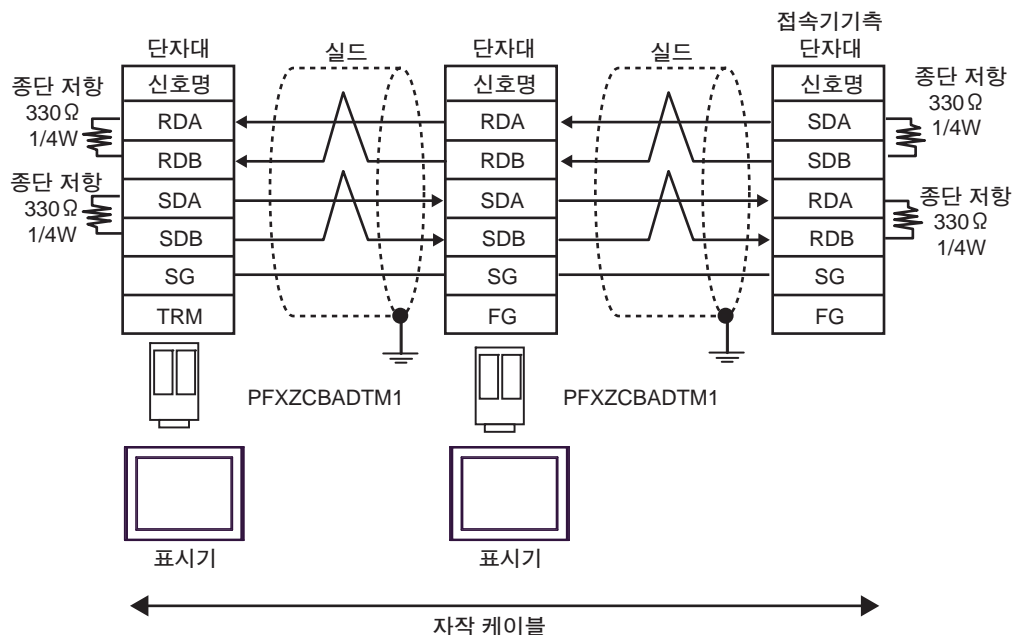 접속기기측
단자대
실드
단자대
실드
단자대
종단 저항
330Ω
1/4W
종단 저항
330Ω
1/4W
신호명
RDA
RDB
SDA
SDB
SG
TRM
신호명
RDA
RDB
SDA
SDB
SG
FG
신호명
SDA
SDB
RDA
RDB
SG
FG
종단 저항
330Ω
1/4W
종단 저항
330Ω
1/4W
PFXZCBADTM1
PFXZCBADTM1
표시기
표시기
자작 케이블